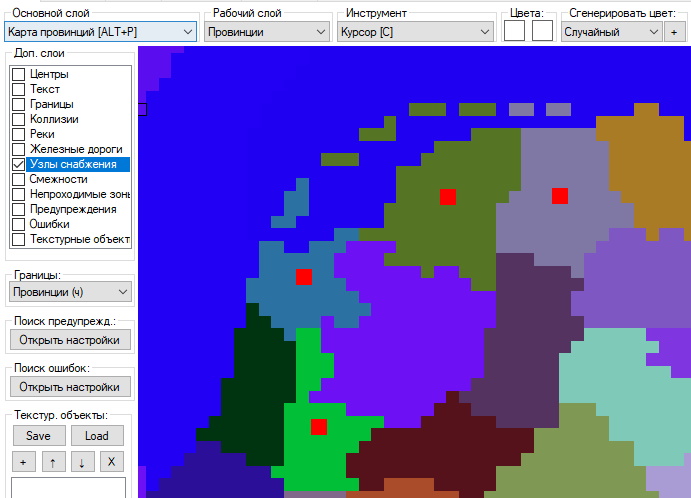 Основной слой
Рабочий слой
Инструмент
Цвета:
Сгенерировать цвет:
Карта провинций [ALT+P]
Провинции
Курсор [C]
Случайный
+
Доп. слои
Центры
Текст
Границы
Коллизии
Реки
Железные дороги
Узлы снабжения
Смежности
Непроходимые зоны
Предупреждения
Ошибки
Текстурные объект
Границы:
Провинции (ч)
Поиск предупрежд.:
Открыть настройки
Поиск ошибок:
Открыть настройки
Текстур. объекты:
Save
Load
+
↑
↓
X